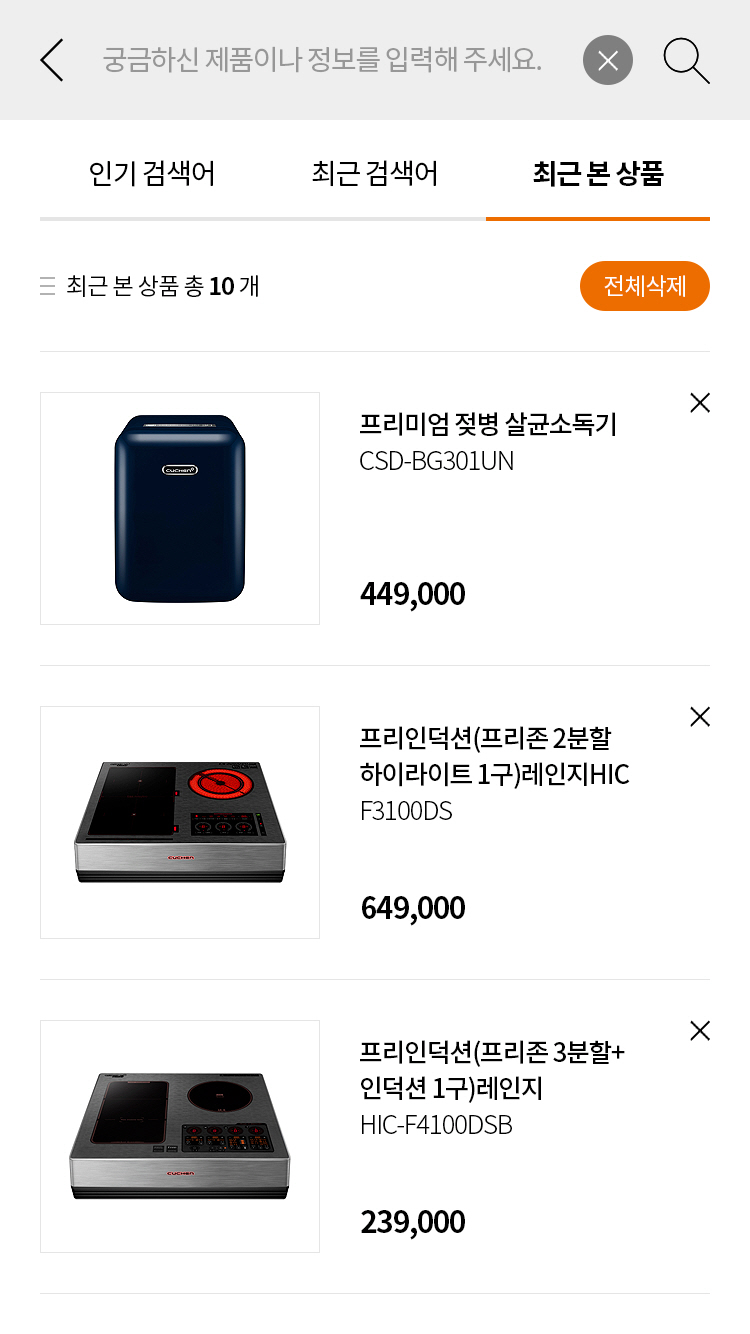 궁금하신 제품이나 정보를 입력해 주세요.
인기 검색어
최근 검색어
최근 본 상품
최근 본 상품 총 10 개
전체삭제
CUCHEN
프리미엄 젖병 살균소독기
CSD-BG301UN
449,000
프리인덕션(프리존 2분할
하이라이트 1구)레인지HIC
F3100DS
CUCHEN
649,000
프리인덕션(프리존 3분할+
인덕션 1구)레인지
HIC-F4100DSB
CUCHEN
239,000